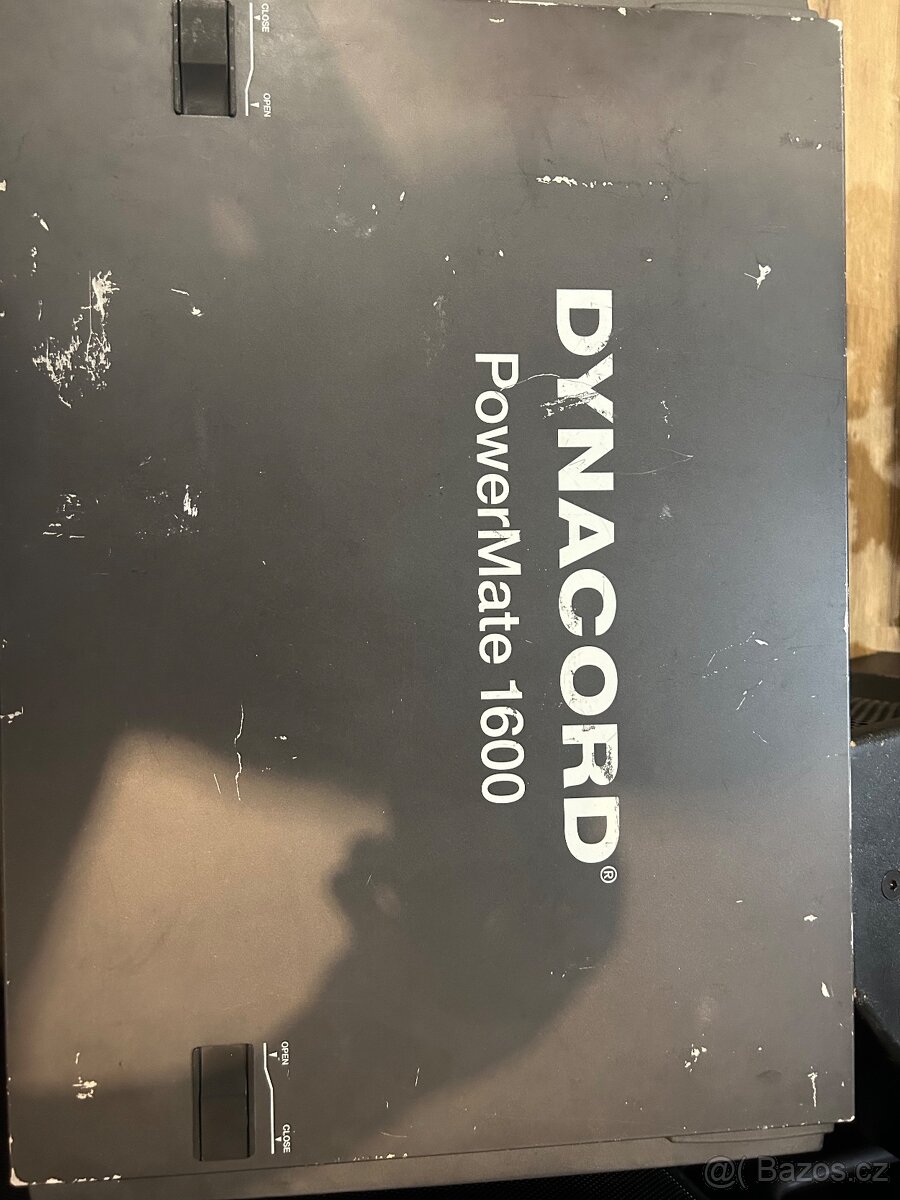 CLOSE
OPEN
DYNACORD®
PowerMate 1600
OPEN
CLOSE
@( Bazos.cz